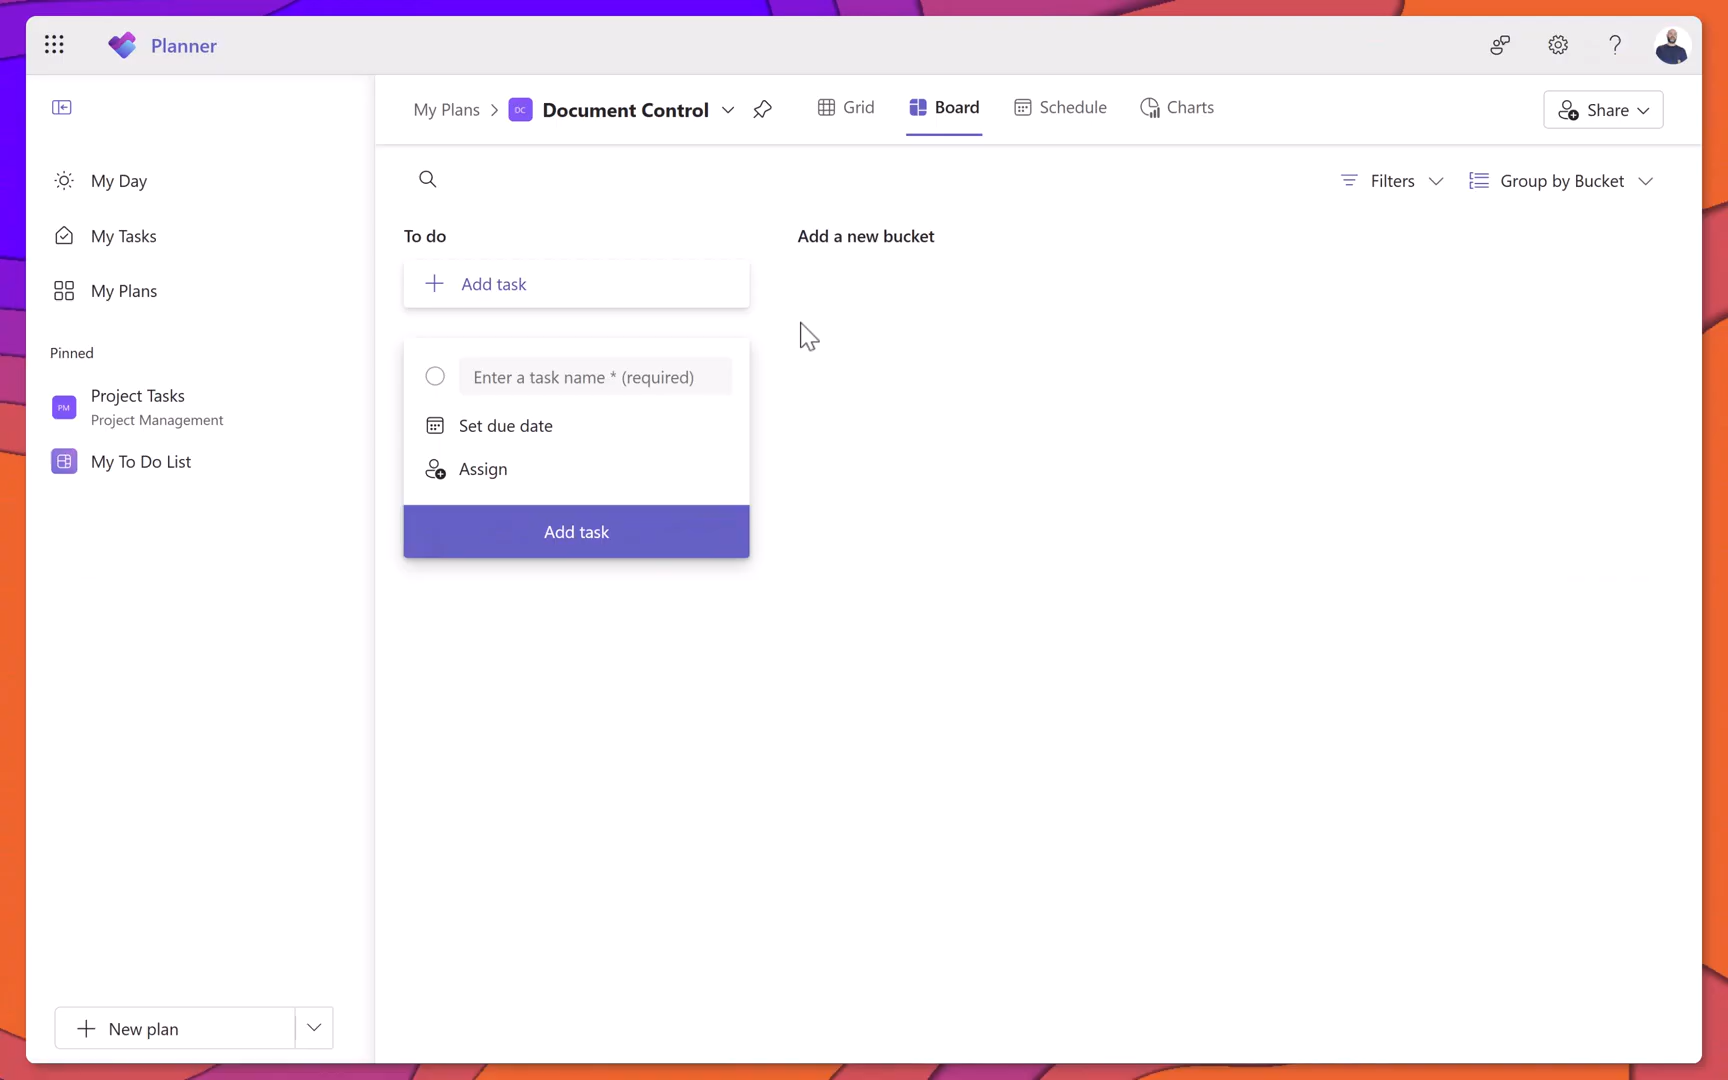 Planner
My Plans
OC
Document Control
Grid
Board
Schedule
Charts
Share
My Day
My Tasks
My Plans
Pinned
PM
Project Tasks
Project Management
My To Do List
New plan
Filters
Group by Bucket
To do
Add task
Enter a task name * (required)
Set due date
Assign
Add task
Add a new bucket